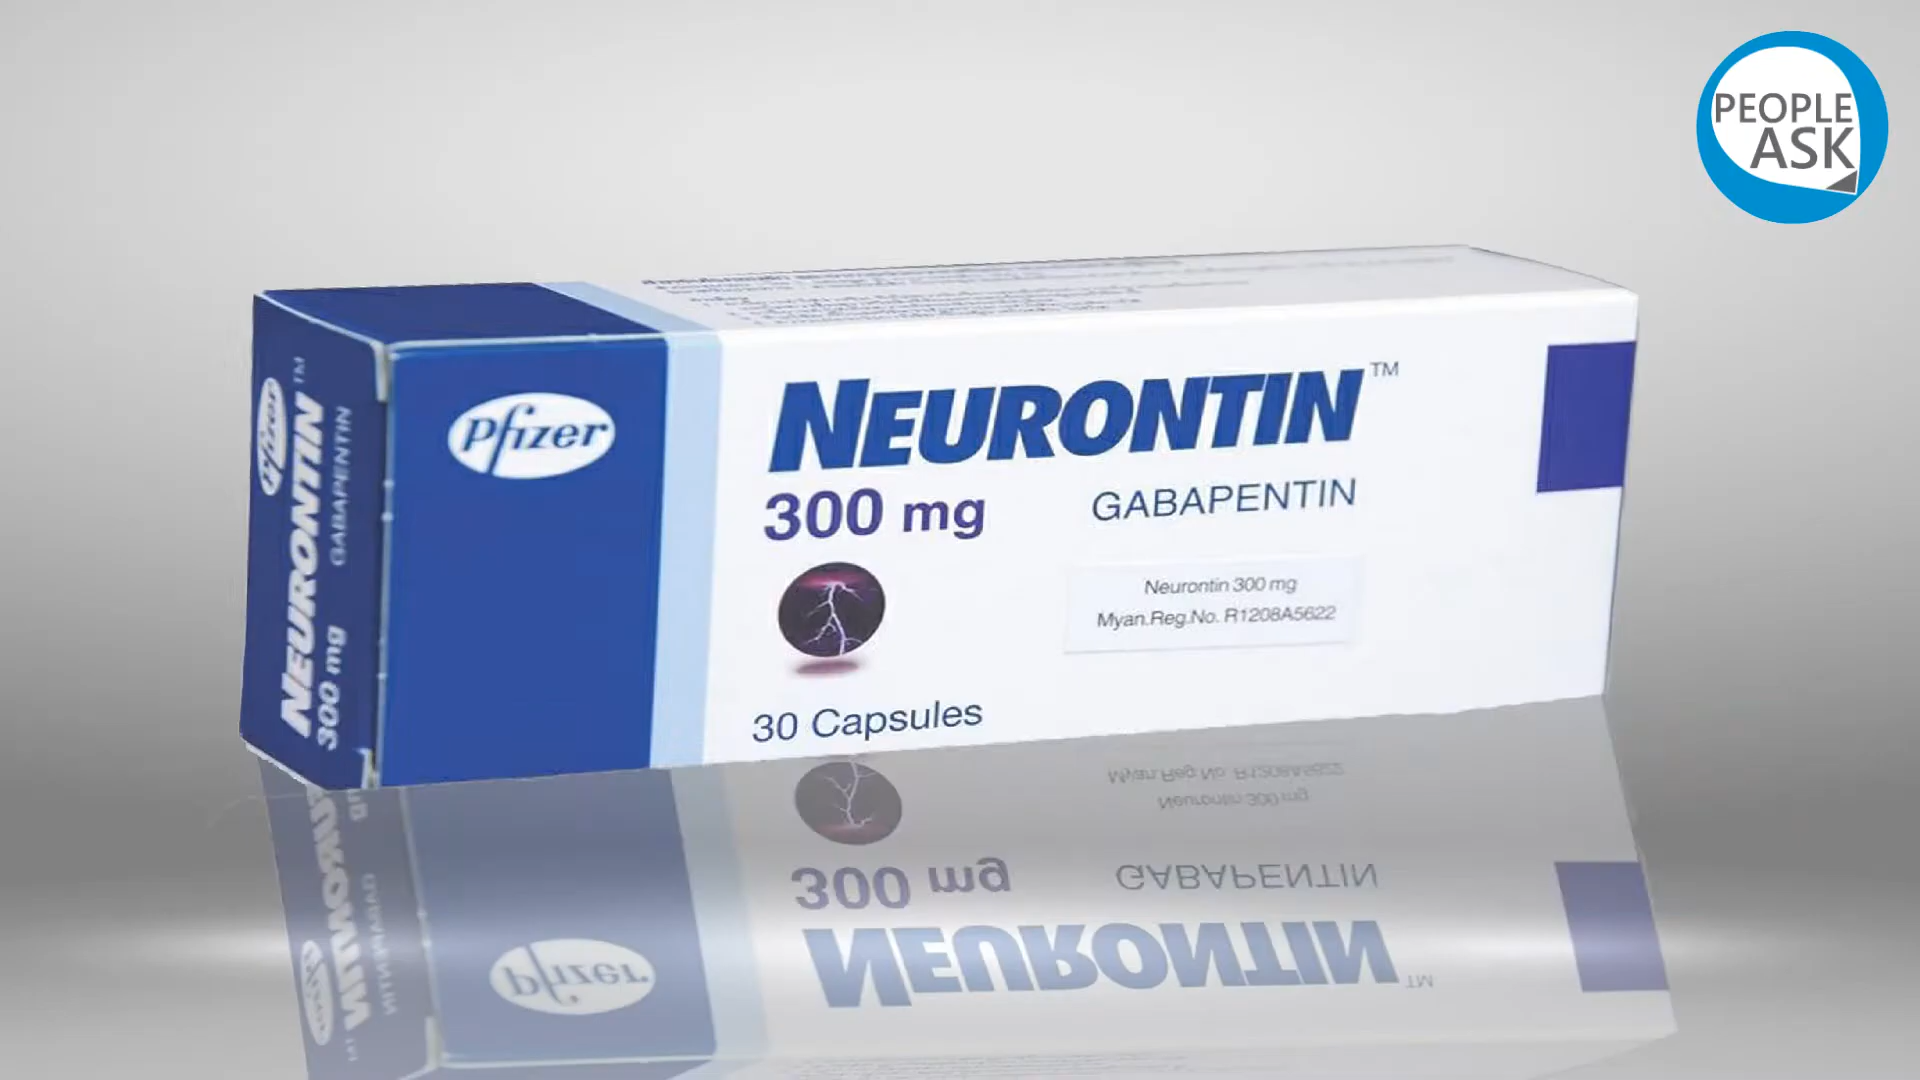 PEOPLE
ASK
Pfizer
NEURONTIN™
GABAPENTIN
300 mg
Pfizer
NEURONTIN™
300 mg
GABAPENTIN
Neurontin 300 mg
Myan.Reg.No. R1208A5622
30 Capsules